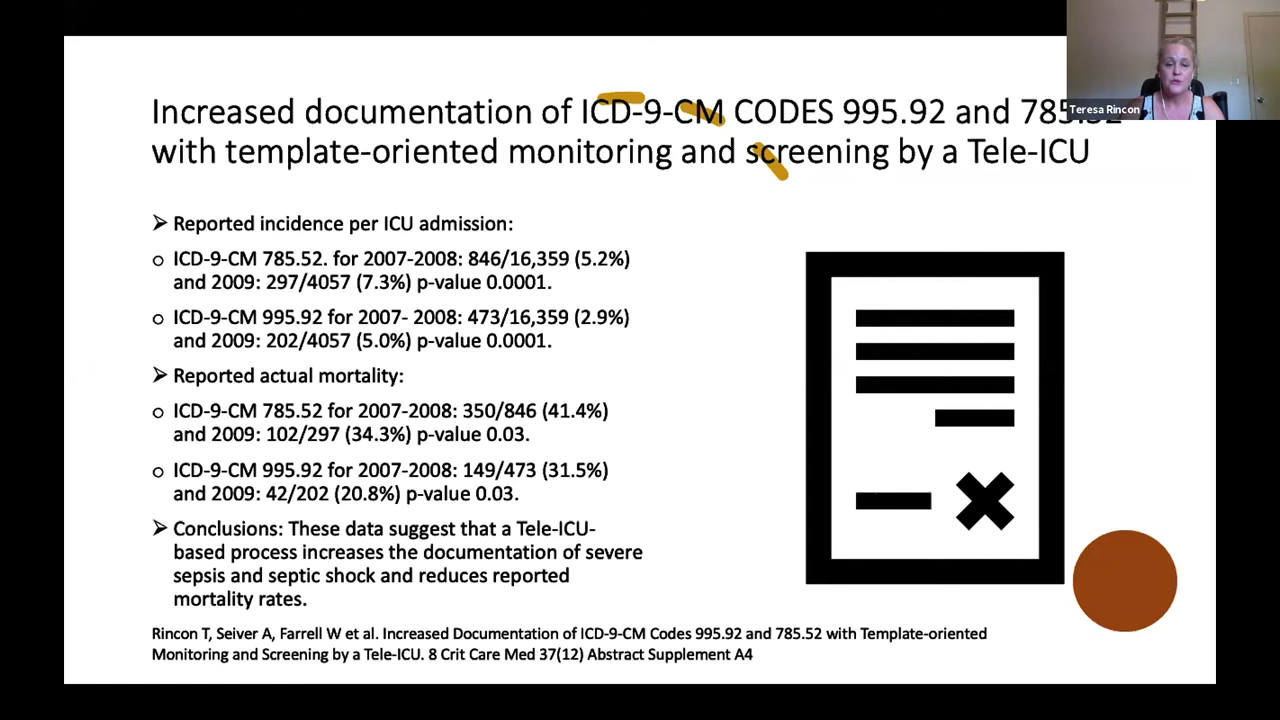 Increased documentation of ICD-9-CM CODES 995.92 and 785.52
with template-oriented monitoring and screening by a Tele-ICU
Teresa Rincon
➢ Reported incidence per ICU admission:
o ICD-9-CM 785.52. for 2007-2008: 846/16,359 (5.2%)
and 2009: 297/4057 (7.3%) p-value 0.0001.
o ICD-9-CM 995.92 for 2007- 2008: 473/16,359 (2.9%)
and 2009: 202/4057 (5.0%) p-value 0.0001.
➢ Reported actual mortality:
o ICD-9-CM 785.52 for 2007-2008: 350/846 (41.4%)
and 2009: 102/297 (34.3%) p-value 0.03.
o ICD-9-CM 995.92 for 2007-2008: 149/473 (31.5%)
and 2009: 42/202 (20.8%) p-value 0.03.
➢ Conclusions: These data suggest that a Tele-ICU-
based process increases the documentation of severe
sepsis and septic shock and reduces reported
mortality rates.
Rincon T, Seiver A, Farrell W et al. Increased Documentation of ICD-9-CM Codes 995.92 and 785.52 with Template-oriented
Monitoring and Screening by a Tele-ICU. 8 Crit Care Med 37(12) Abstract Supplement A4